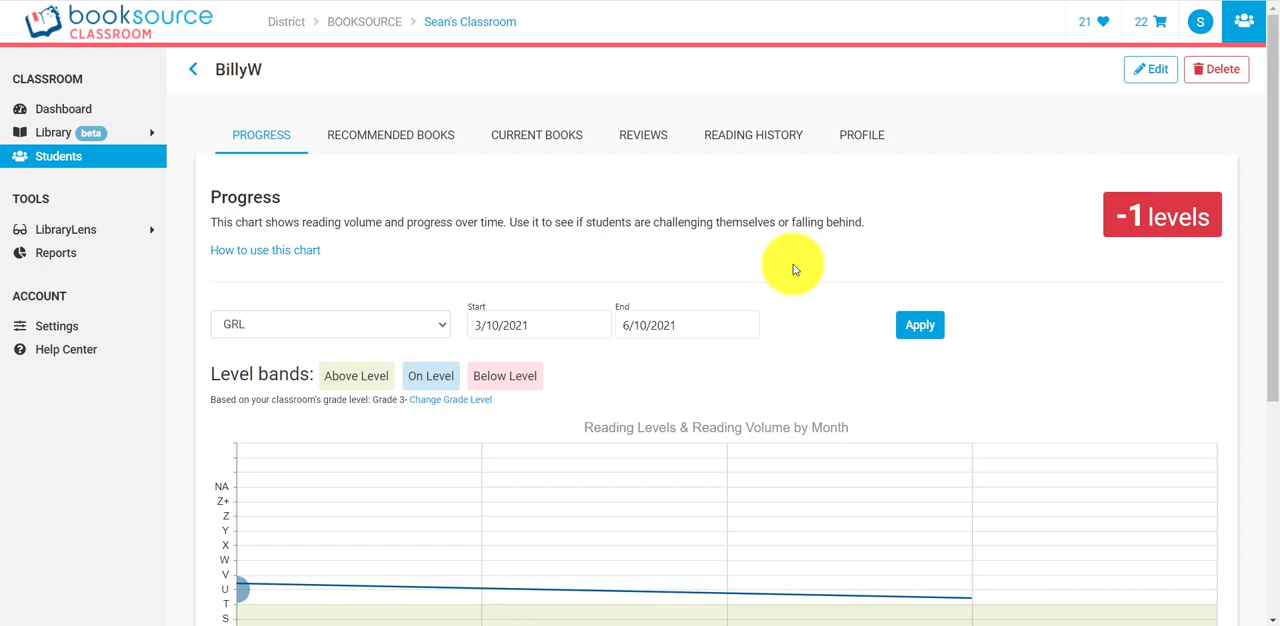 booksource
CLASSROOM
District > BOOKSOURCE > Sean's Classroom
21
22
S
CLASSROOM
Dashboard
Library beta
Students
TOOLS
LibraryLens
Reports
ACCOUNT
Settings
Help Center
BillyW
Edit
Delete
PROGRESS RECOMMENDED BOOKS CURRENT BOOKS REVIEWS READING HISTORY PROFILE
Progress
This chart shows reading volume and progress over time. Use it to see if students are challenging themselves or falling behind.
How to use this chart
-1 levels
GRL
Start
3/10/2021
End
6/10/2021
Apply
Level bands: Above Level On Level Below Level
Based on your classroom's grade level: Grade 3- Change Grade Level
Reading Levels & Reading Volume by Month
NA
Z+
Z
Y
X
W
V
U
T
S